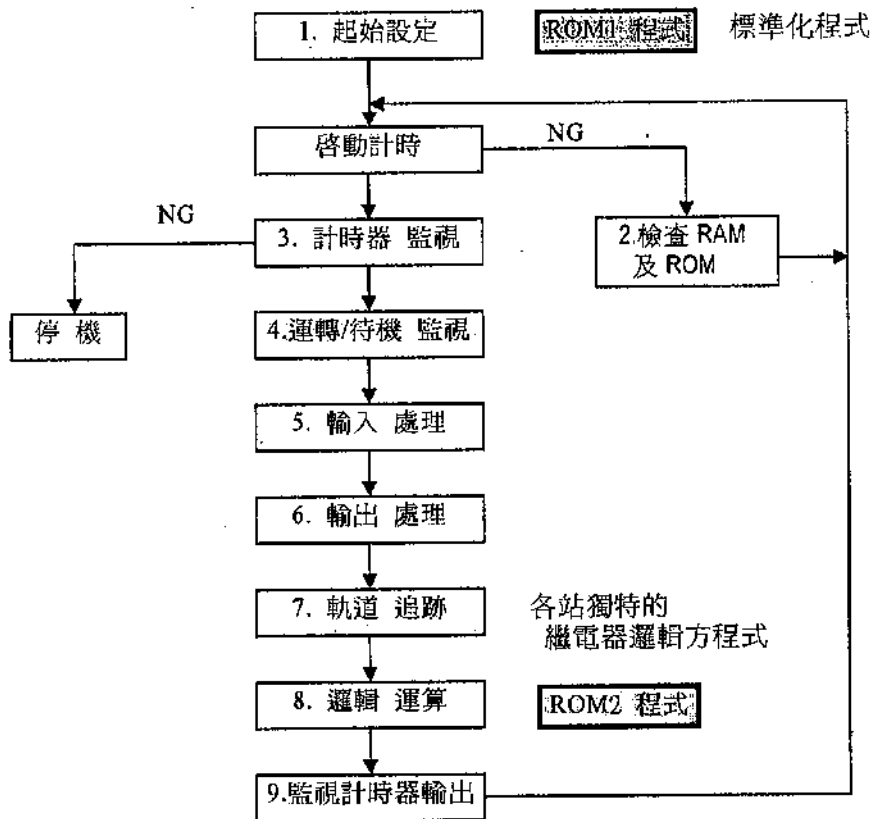 1. 起始設定
ROM1 程式
標準化程式
啓動計時
NG
NG
3. 計時器 監視
2.檢查 RAM
及 ROM
停 機
4.運轉/待機 監視
5. 輸入 處理
6. 輸出 處理
7. 軌道 追跡
各站獨特的
繼電器邏輯方程式
8. 邏輯 運算
ROM2 程式
9.監視計時器輸出